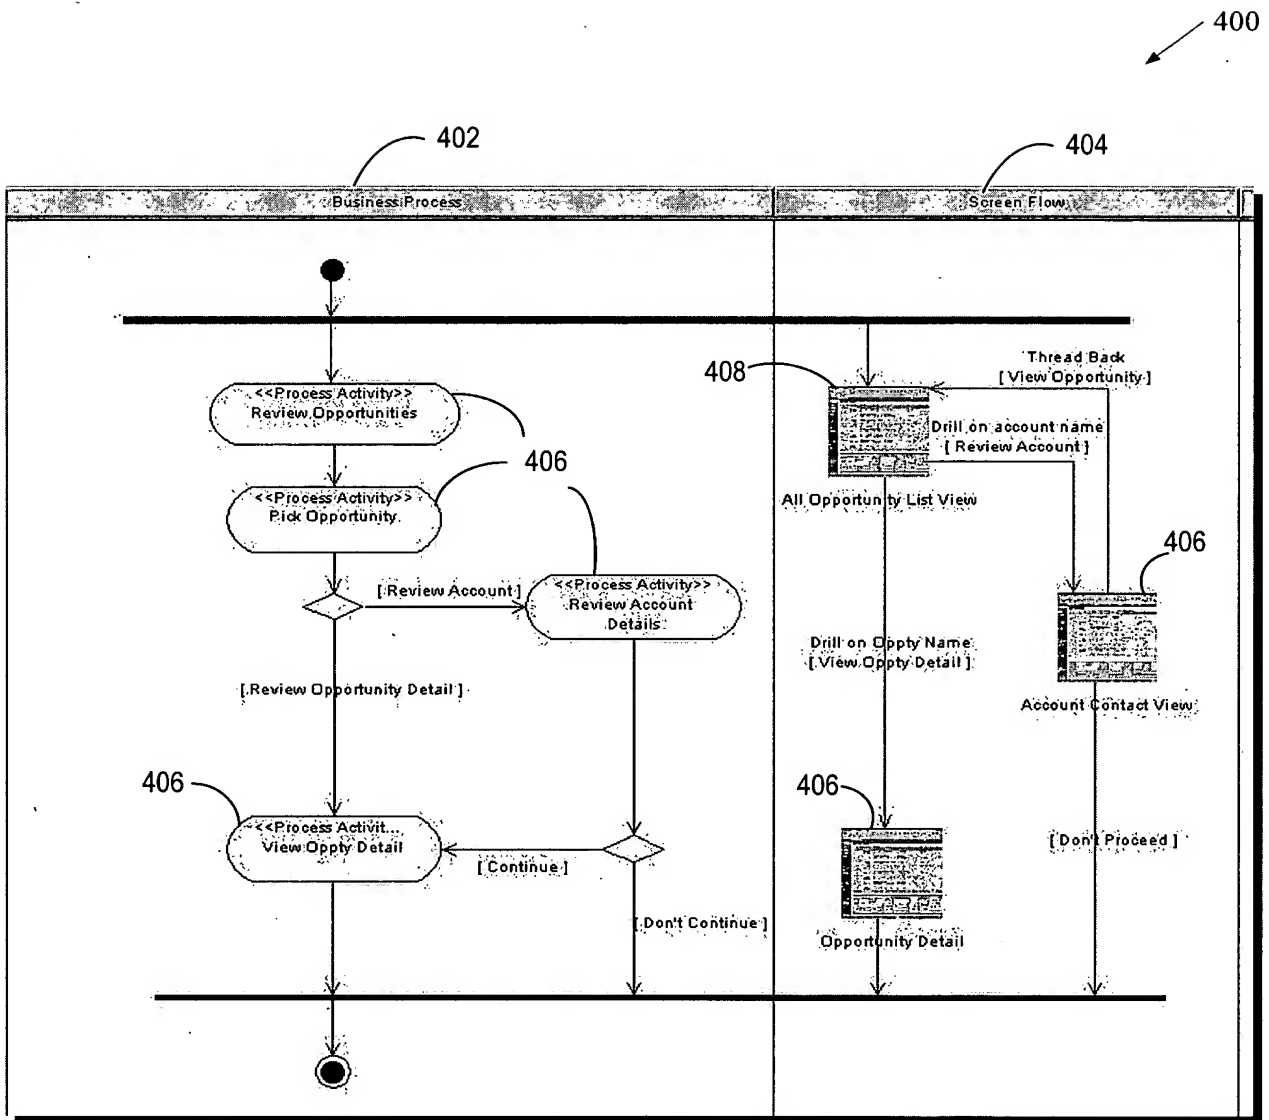 400
402
404
Business Process
Screen Flow
Thread Back
[ View Opportunity ]
408
<<Process Activity>>
Review Opportunities
Drill on account name
[ Review Account ]
406
<<Process Activity>>
Pick Opportunity
All Opportunity List View
406
[ Review Account ]
<<Process Activity>>
Review Account
Details
Drill on Oppty Name
[ View Oppty Detail ]
[ Review Opportunity Detail ]
Account Contact View
406
406
<<Process Activit...
View Oppty Detail
[ Continue ]
[ Don't Proceed ]
[ Don't Continue ]
Opportunity Detail